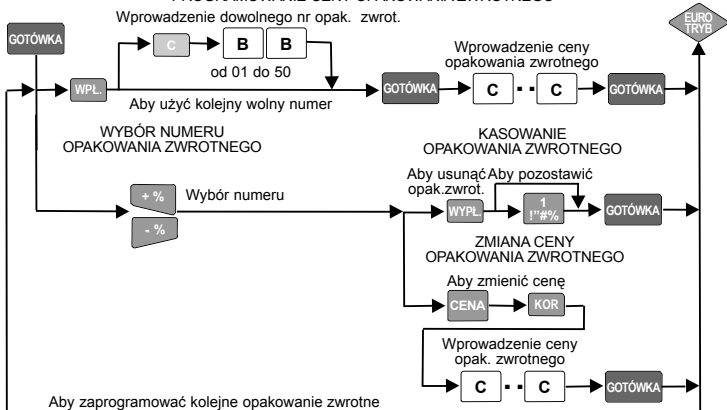 PROGRAMOWANIE CENY OPAKOWANIA ZWROTNEGO
Wprowadzenie dowolnego nr opak. zwrot.
EURO
TRYB
GOTÓWKA
C
B B
od 01 do 50
Wprowadzenie ceny
opakowania zwrotnego
WPŁ.
GOTÓWKA
C . . C
GOTÓWKA
Aby użyć kolejny wolny numer
WYBÓR NUMERU
OPAKOWANIA ZWROTNEGO
KASOWANIE
OPAKOWANIA ZWROTNEGO
Aby usunąć
opak.zwrot.
Aby pozostawić
+ %
- %
Wybór numeru
WYPŁ.
1
!"#%
GOTÓWKA
ZMIANA CENY
OPAKOWANIA ZWROTNEGO
Aby zmienić cenę
CENA
KOR
Wprowadzenie ceny
opak. zwrotnego
C . . C
GOTÓWKA
Aby zaprogramować kolejne opakowanie zwrotne